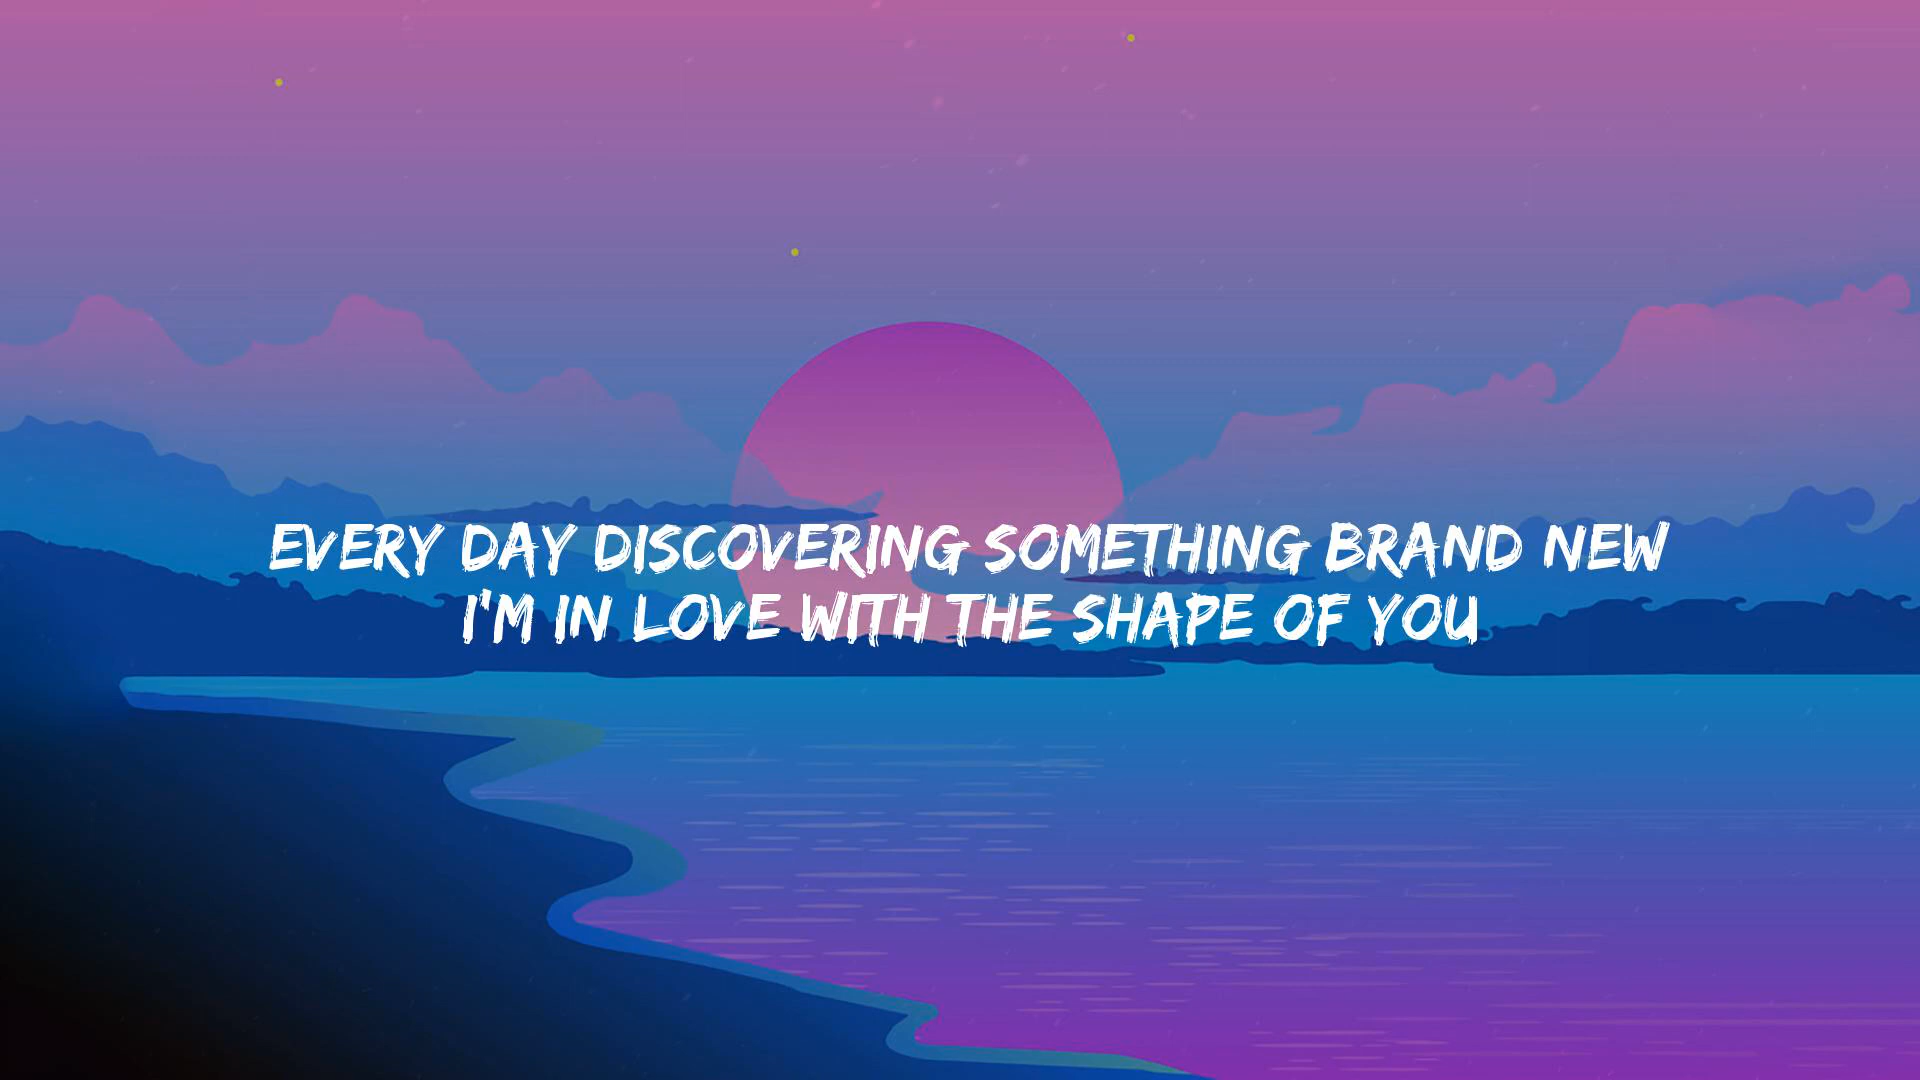 EVERY DAY DISCOVERING SOMETHING BRAND NEW
I'M IN LOVE WITH THE SHAPE OF YOU